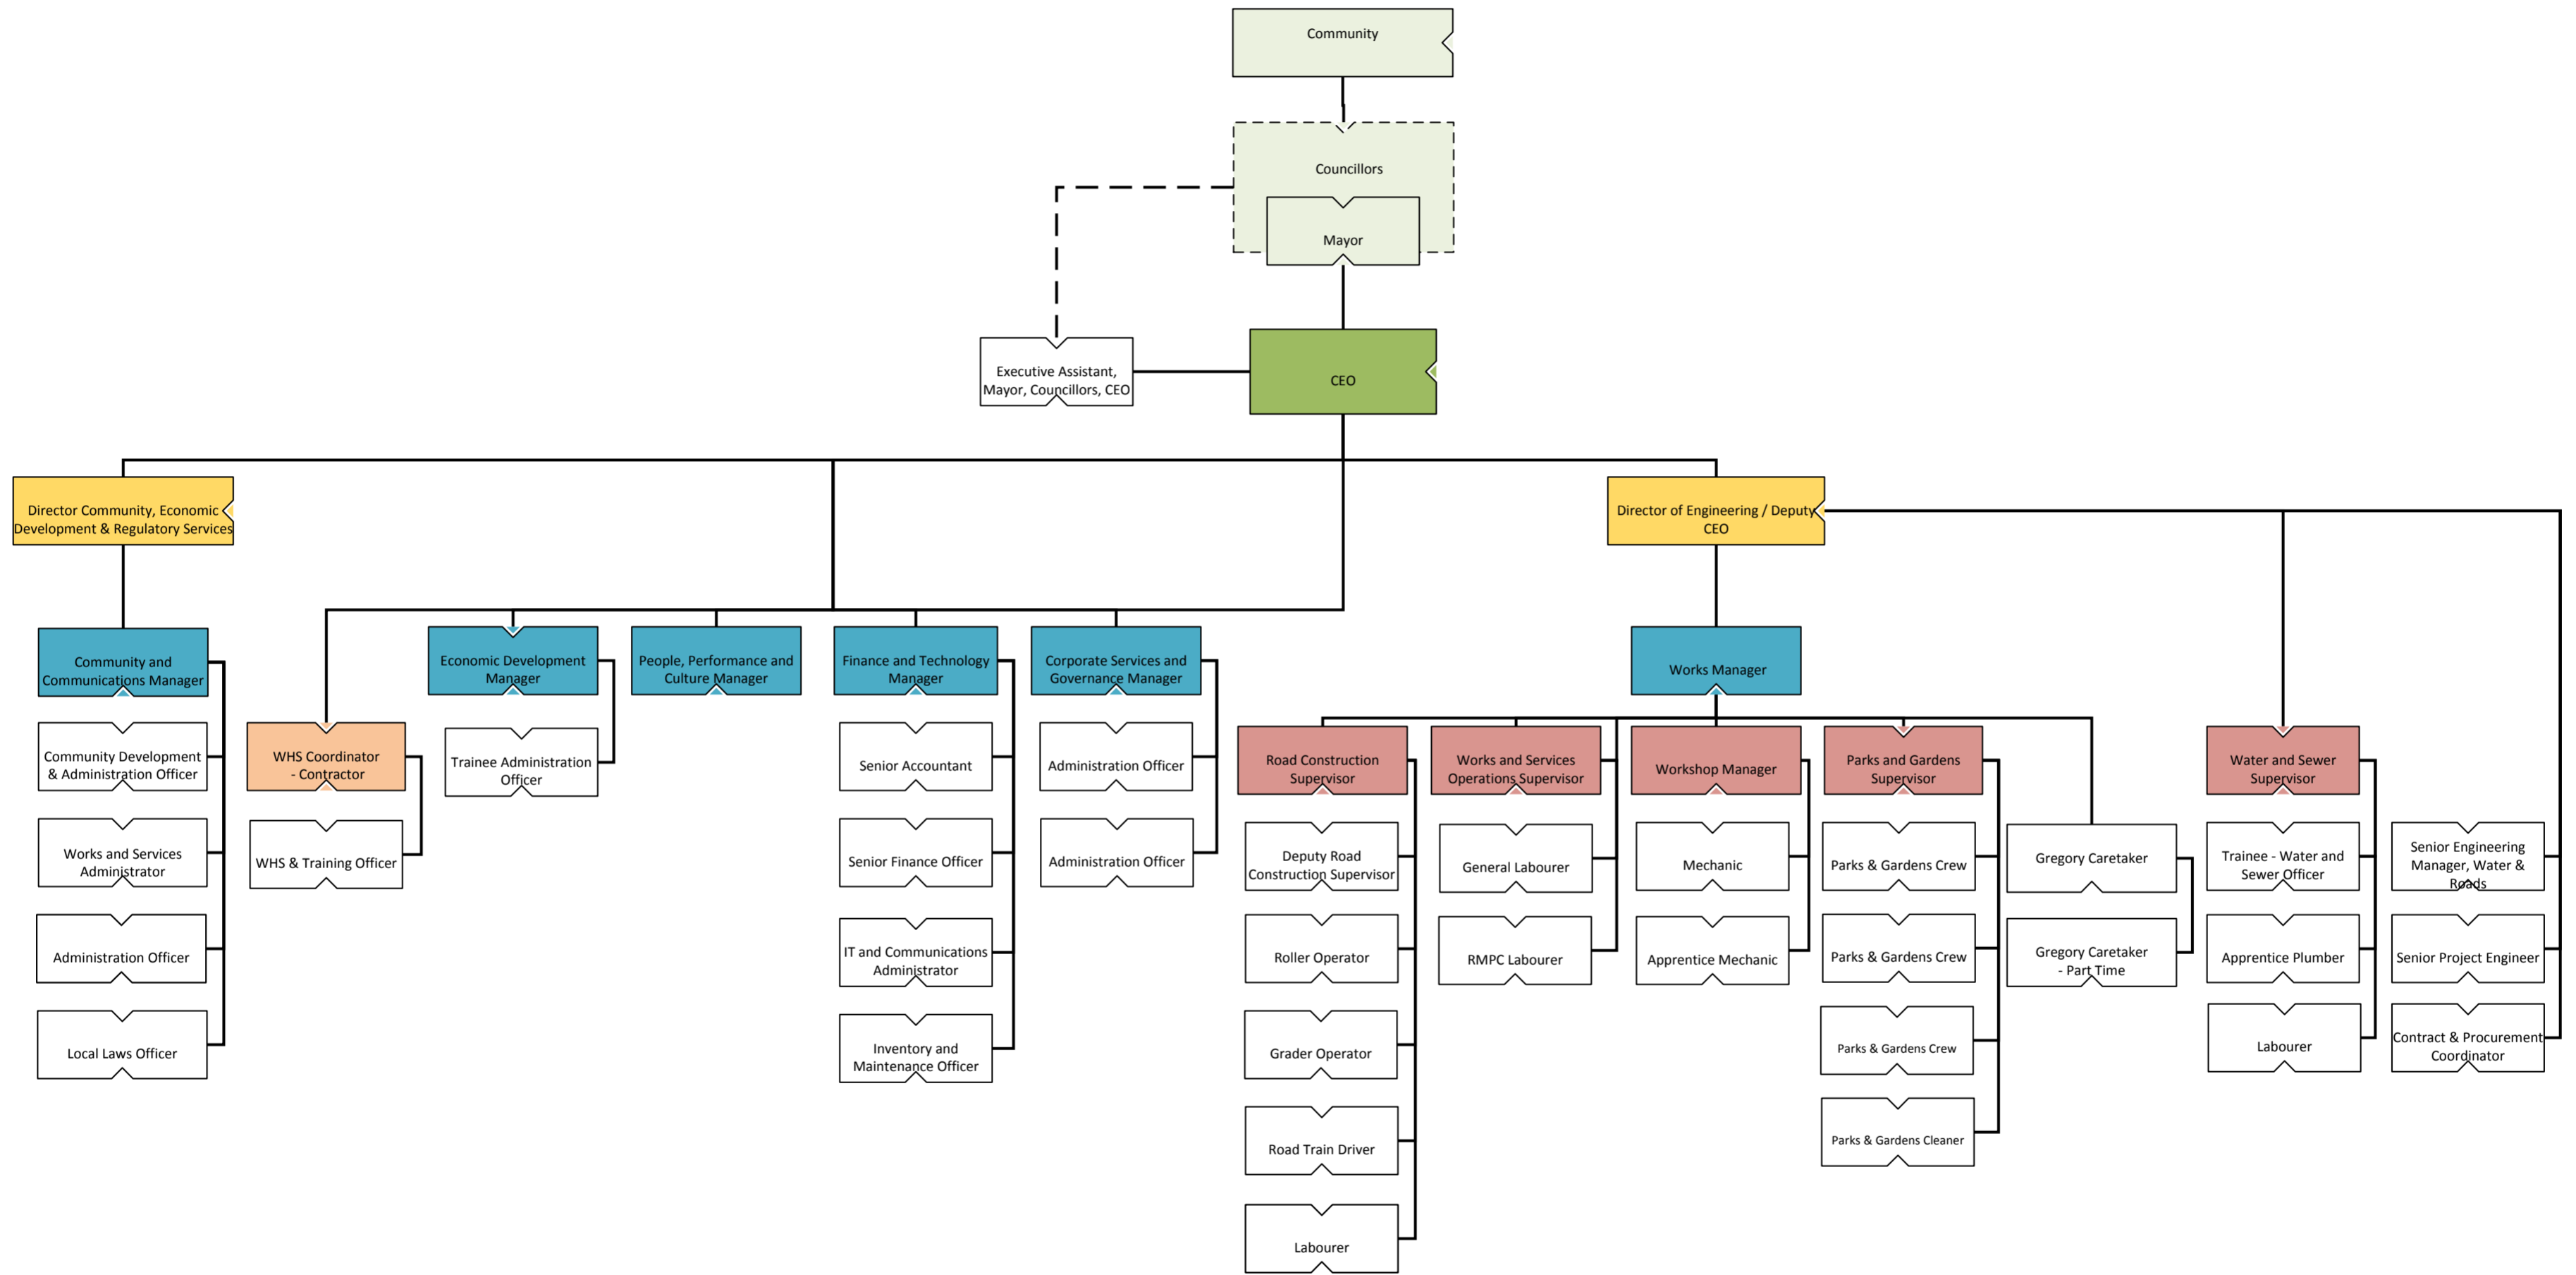 Community
Councillors
Mayor
Executive Assistant,
Mayor, Councillors, CEO
CEO
Director Community, Economic
Development & Regulatory Services
Director of Engineering / Deputy
CEO
Community and
Communications Manager
Economic Development
Manager
People, Performance and
Culture Manager
Finance and Technology
Manager
Corporate Services and
Governance Manager
Works Manager
Community Development
& Administration Officer
Works and Services
Administrator
Administration Officer
Local Laws Officer
WHS Coordinator
- Contractor
WHS & Training Officer
Trainee Administration
Officer
Senior Accountant
Senior Finance Officer
IT and Communications
Administrator
Inventory and
Maintenance Officer
Administration Officer
Administration Officer
Road Construction
Supervisor
Deputy Road
Construction Supervisor
Roller Operator
Grader Operator
Road Train Driver
Labourer
Works and Services
Operations Supervisor
General Labourer
RMPC Labourer
Workshop Manager
Mechanic
Apprentice Mechanic
Parks and Gardens
Supervisor
Parks & Gardens Crew
Parks & Gardens Crew
Parks & Gardens Crew
Parks & Gardens Cleaner
Gregory Caretaker
Gregory Caretaker
- Part Time
Water and Sewer
Supervisor
Trainee - Water and
Sewer Officer
Apprentice Plumber
Labourer
Senior Engineering
Manager, Water &
Roads
Senior Project Engineer
Contract & Procurement
Coordinator